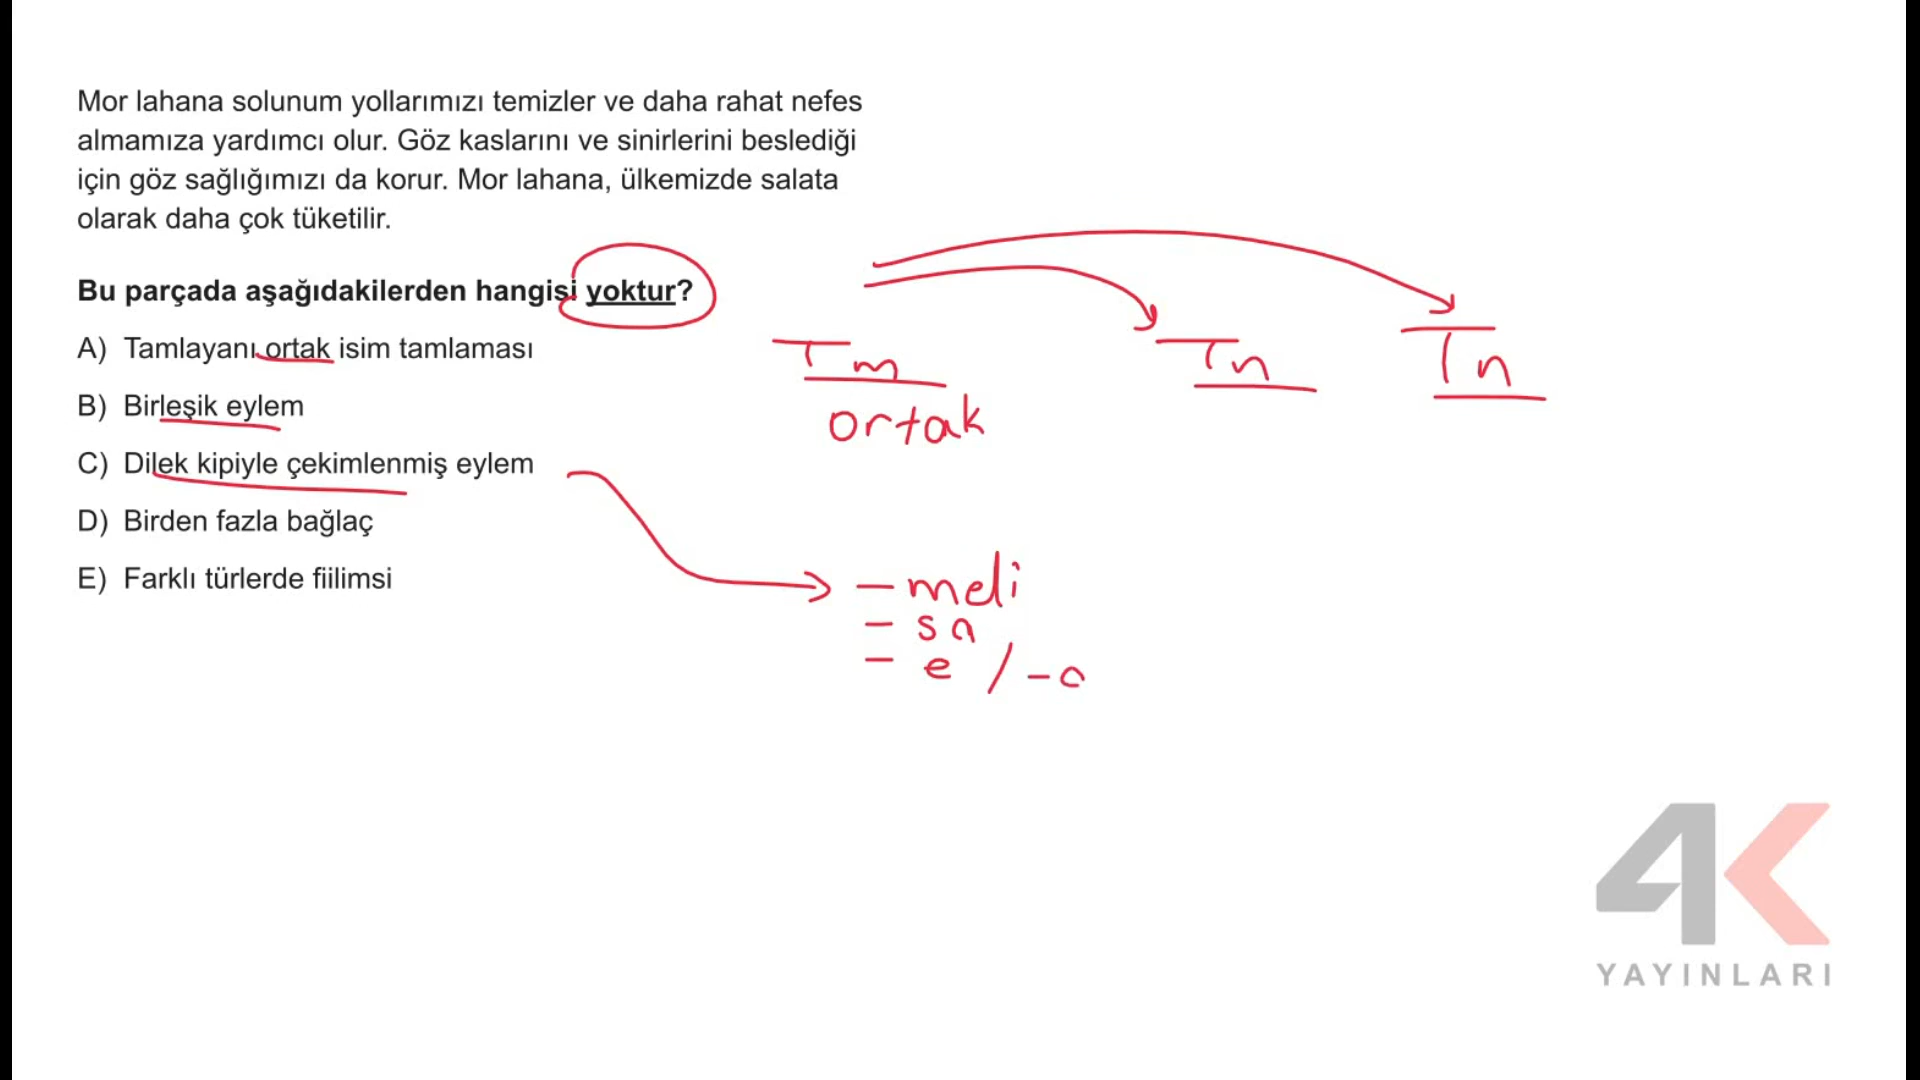 Mor lahana solunum yollarımızı temizler ve daha rahat nefes
almamıza yardımcı olur. Göz kaslarını ve sinirlerini beslediği
için göz sağlığımızı da korur. Mor lahana, ülkemizde salata
olarak daha çok tüketilir.
Bu parçada aşağıdakilerden hangisi yoktur?
A) Tamlayanı ortak isim tamlaması
B) Birleşik eylem
C) Dilek kipiyle çekimlenmiş eylem
D) Birden fazla bağlaç
E) Farklı türlerde fiilimsi
Tm Tn Tn
ortak
- meli
- sa
- e / -a
4K
YAYINLARI